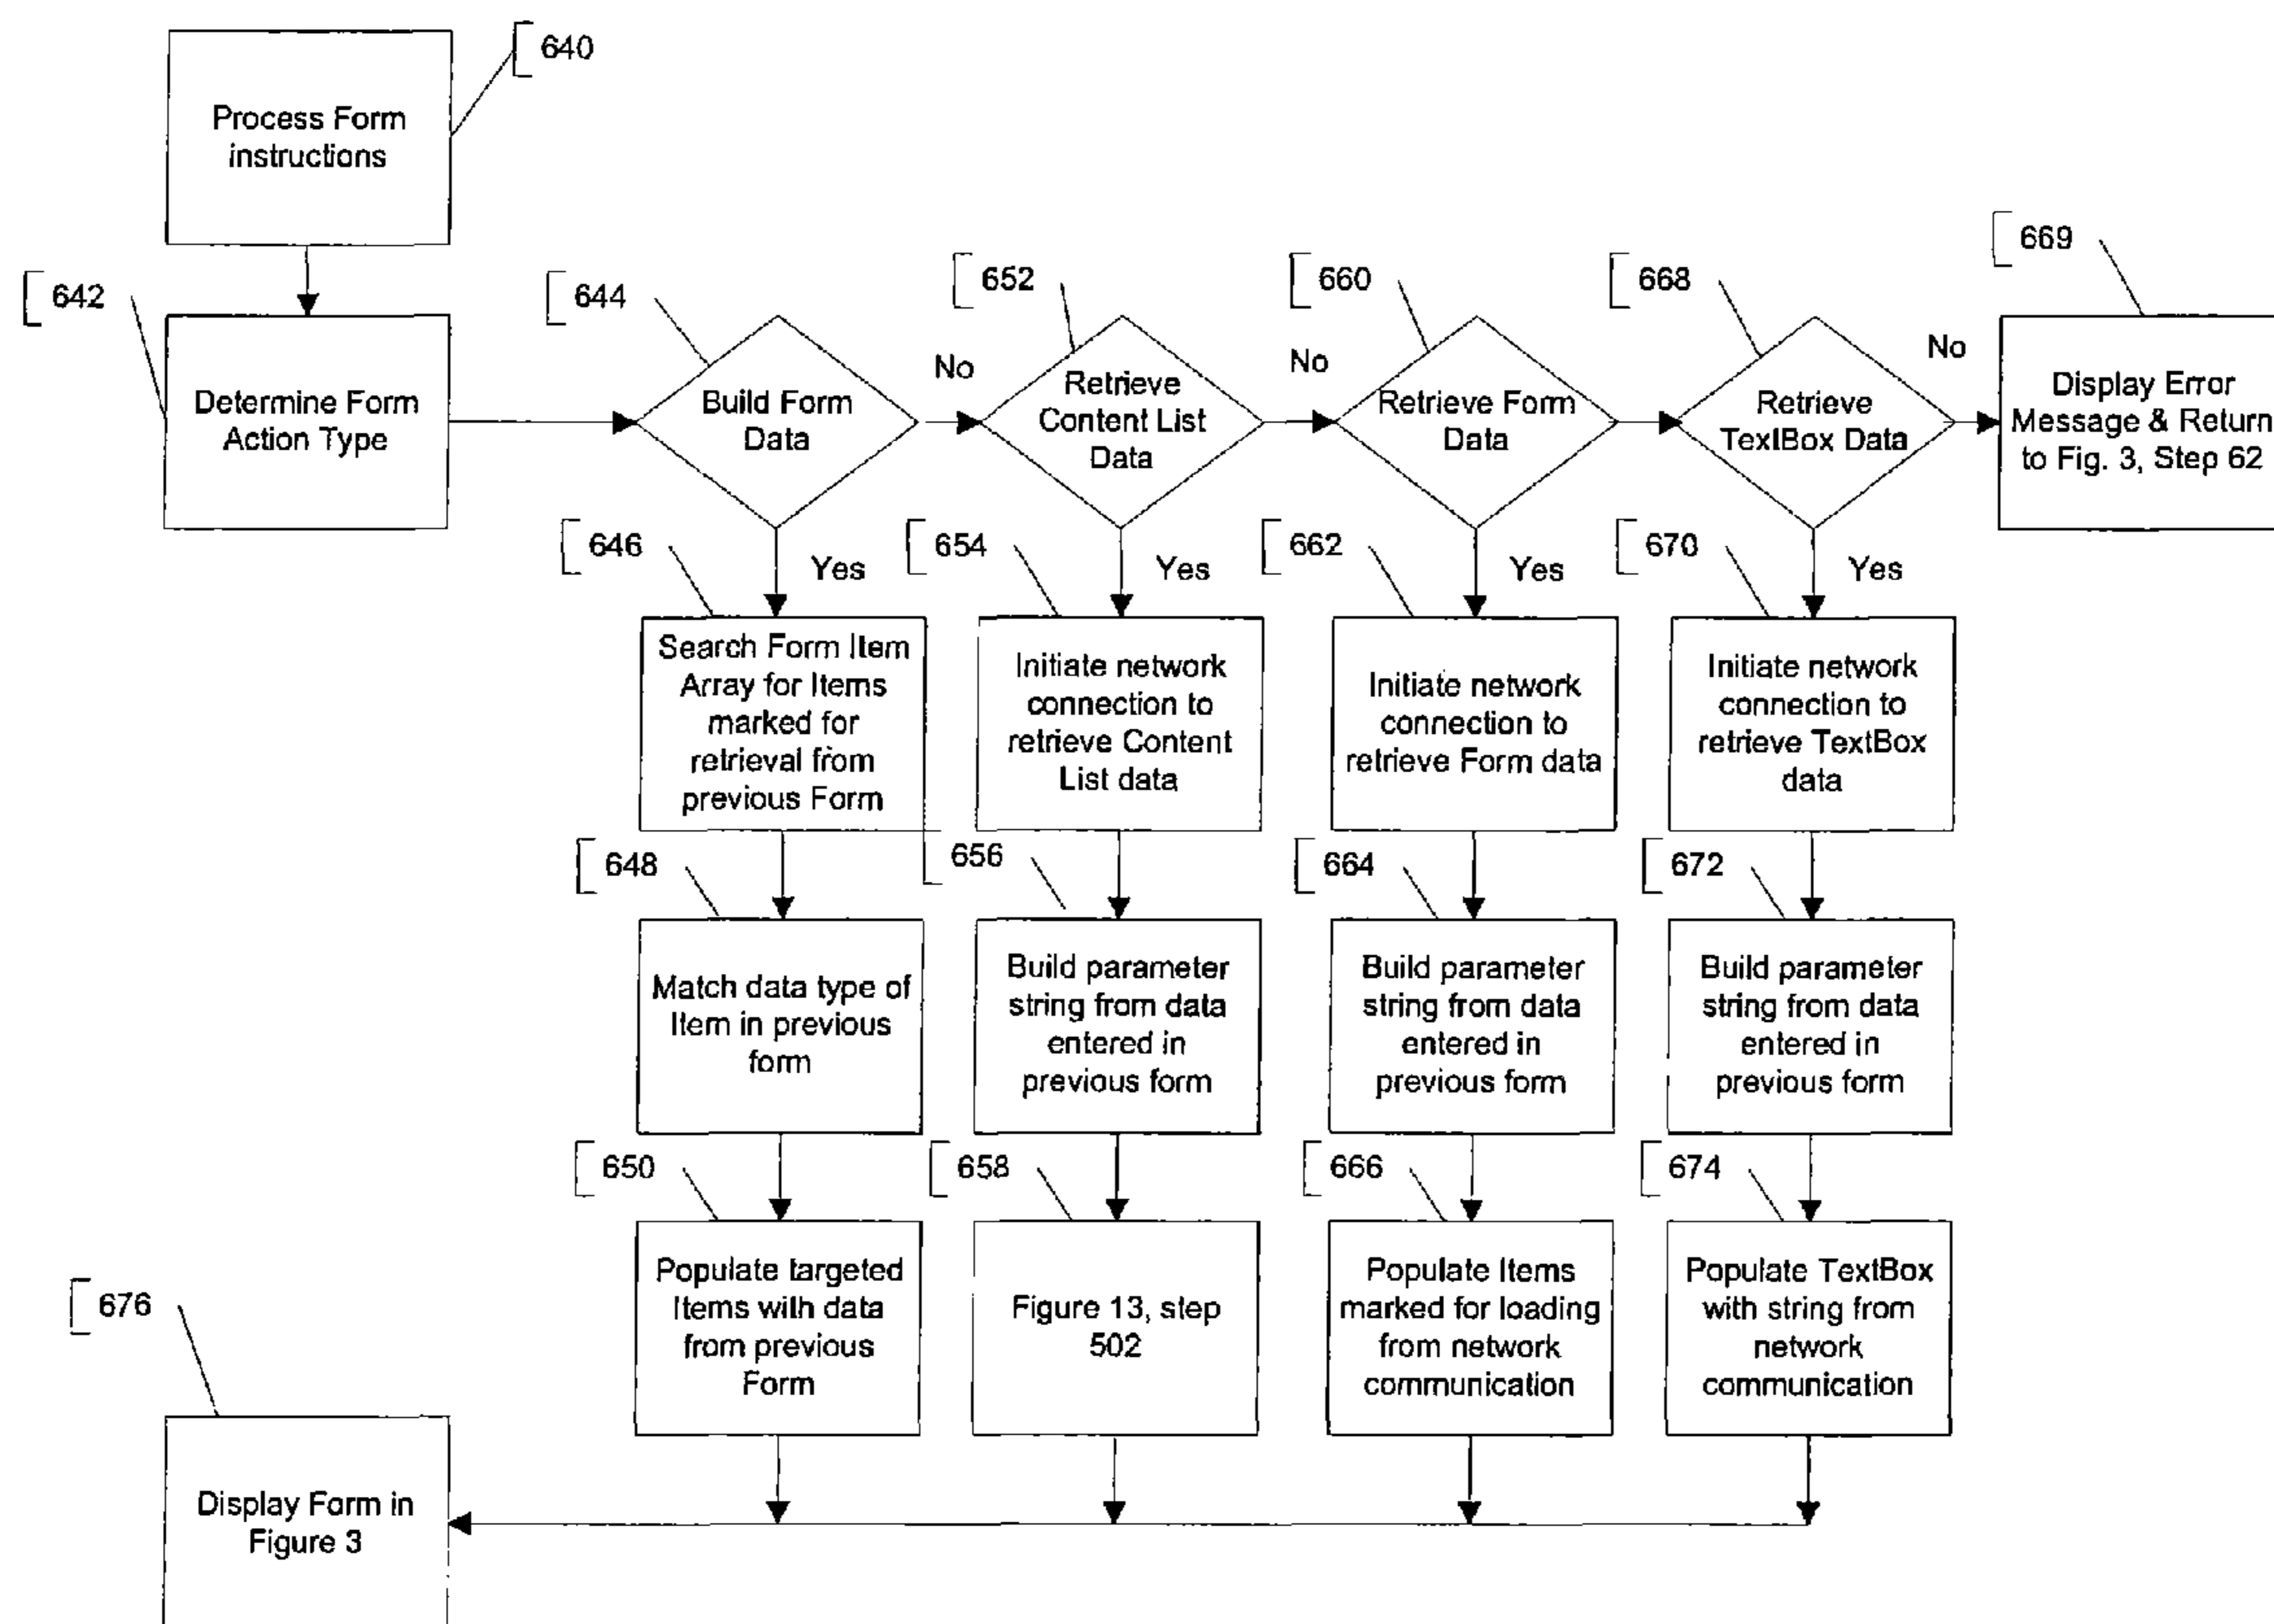 640
Process Form
instructions
642
Determine Form
Action Type
644
Build Form
Data
No
652
Retrieve
Content List
Data
No
660
Retrieve Form
Data
668
Retrieve
TextBox Data
No
669
Display Error
Message & Return
to Fig. 3, Step 62
646
Yes
Search Form Item
Array for Items
marked for
retrieval from
previous Form
648
Match data type of
Item in previous
form
650
Populate targeted
Items with data
from previous
Form
654
Yes
Initiate network
connection to
retrieve Content
List data
656
Build parameter
string from data
entered in
previous form
658
Figure 13, step
502
662
Yes
Initiate network
connection to
retrieve Form data
664
Build parameter
string from data
entered in
previous form
666
Populate Items
marked for loading
from network
communication
670
Yes
Initiate network
connection to
retrieve TextBox
data
672
Build parameter
string from data
entered in
previous form
674
Populate TextBox
with string from
network
communication
676
Display Form in
Figure 3